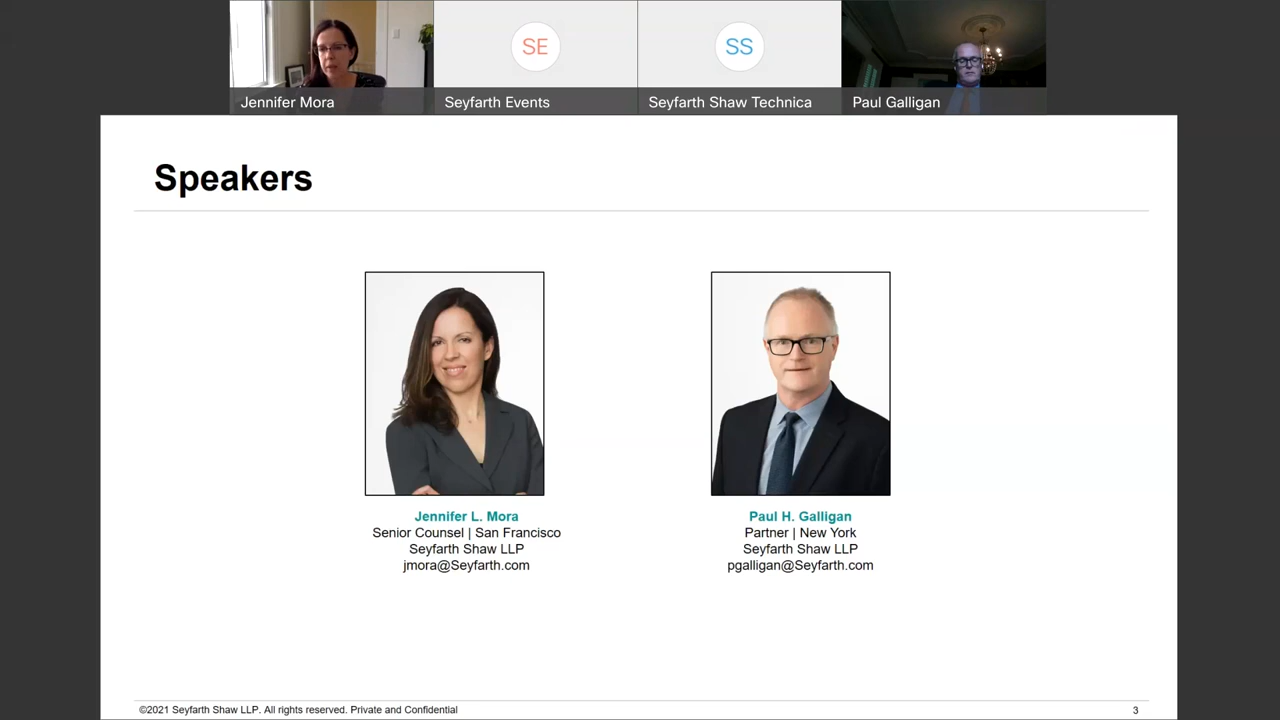 SE
SS
Jennifer Mora
Seyfarth Events
Seyfarth Shaw Technica
Paul Galligan
Speakers
Jennifer L. Mora
Senior Counsel | San Francisco
Seyfarth Shaw LLP
jmora@Seyfarth.com
Paul H. Galligan
Partner | New York
Seyfarth Shaw LLP
pgalligan@Seyfarth.com
©2021 Seyfarth Shaw LLP. All rights reserved. Private and Confidential
3